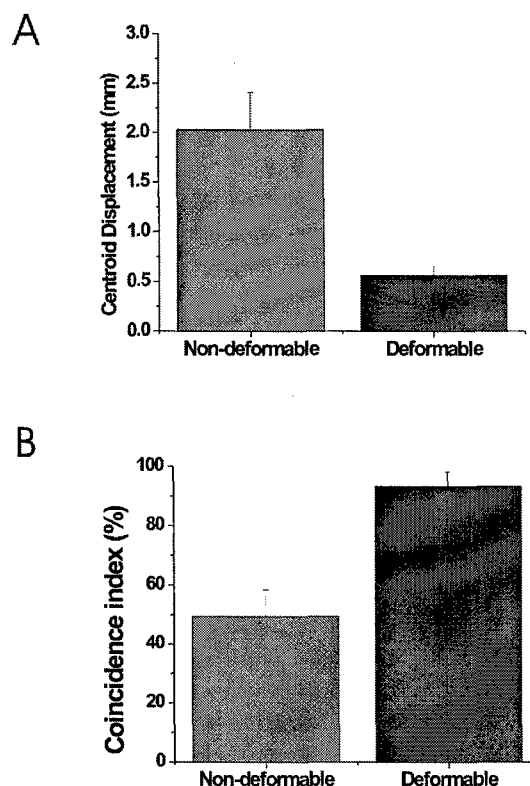 A
Centroid Displacement (mm)
3.0
2.5
2.0
1.5
1.0
0.5
0.0
Non-deformable Deformable
B
Coincidence index (%)
100
80
60
40
20
0
Non-deformable Deformable